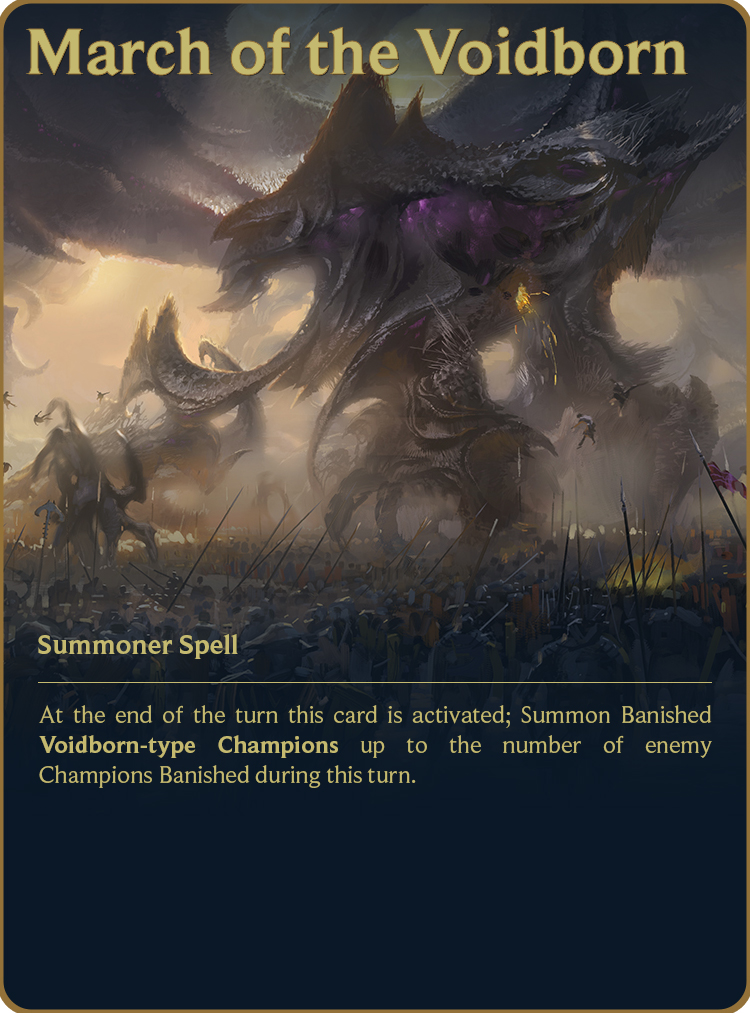 March of the Voidborn
Summoner Spell
At the end of the turn this card is activated; Summon Banished
Voidborn-type Champions up to the number of enemy
Champions Banished during this turn.